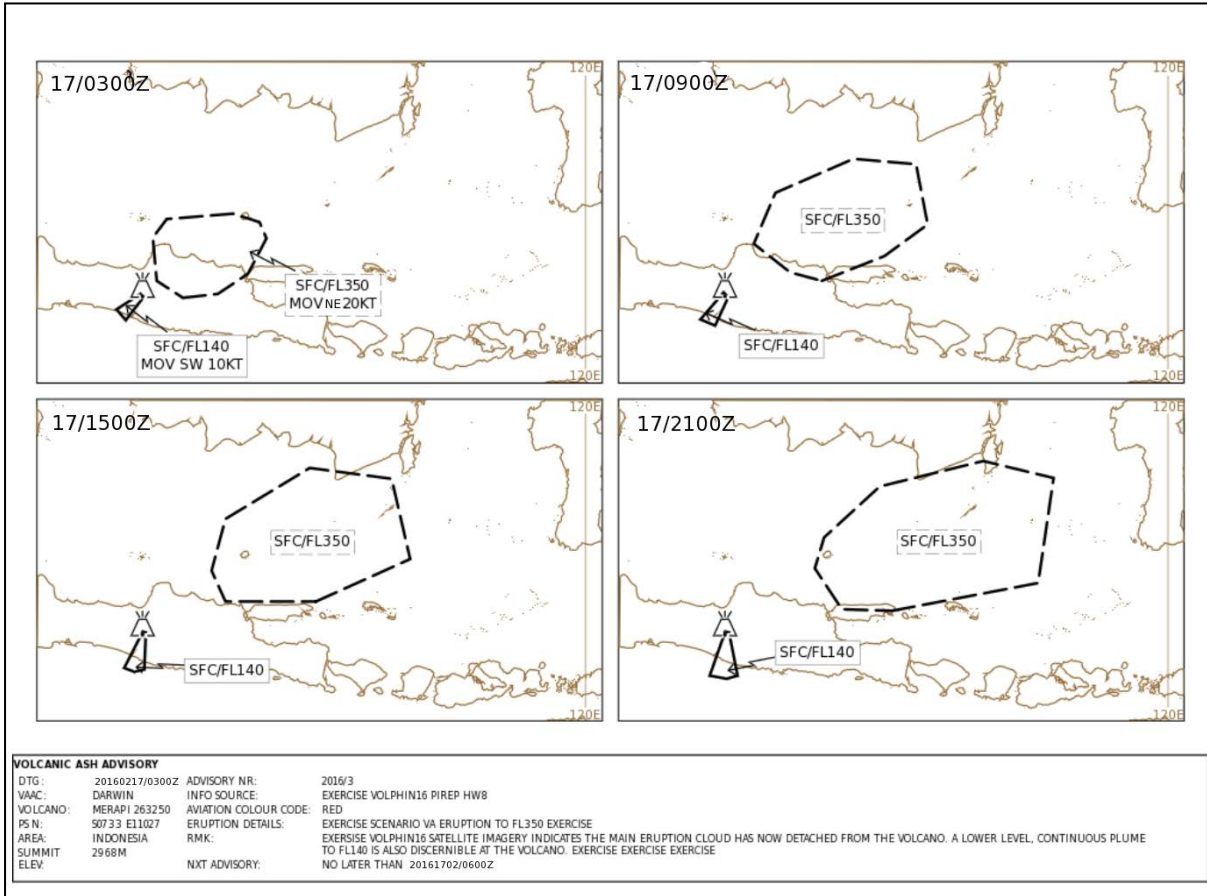 17/0300Z
120E
SFC/FL350
MOV NE 20KT
SFC/FL140
MOV SW 10KT
120E
17/0900Z
120E
SFC/FL350
SFC/FL140
120E
17/1500Z
120E
SFC/FL350
SFC/FL140
120E
17/2100Z
120E
SFC/FL350
SFC/FL140
120E
VOLCANIC ASH ADVISORY
DTG: 20160217/0300Z ADVISORY NR: 2016/3
VAAC: DARWIN INFO SOURCE: EXERCISE VOLPHIN16 PIREP HW8
VOLCANO: MERAPI 263250 AVIATION COLOUR CODE: RED
PSN: S0733 E11027 ERUPTION DETAILS: EXERCISE SCENARIO VA ERUPTION TO FL350 EXERCISE
AREA: INDONESIA RMK: EXERSISE VOLPHIN16 SATELLITE IMAGERY INDICATES THE MAIN ERUPTION CLOUD HAS NOW DETACHED FROM THE VOLCANO. A LOWER LEVEL, CONTINUOUS PLUME
SUMMIT 2968M TO FL140 IS ALSO DISCERNIBLE AT THE VOLCANO. EXERCISE EXERCISE EXERCISE
ELEV: NXT ADVISORY: NO LATER THAN 20161702/0600Z